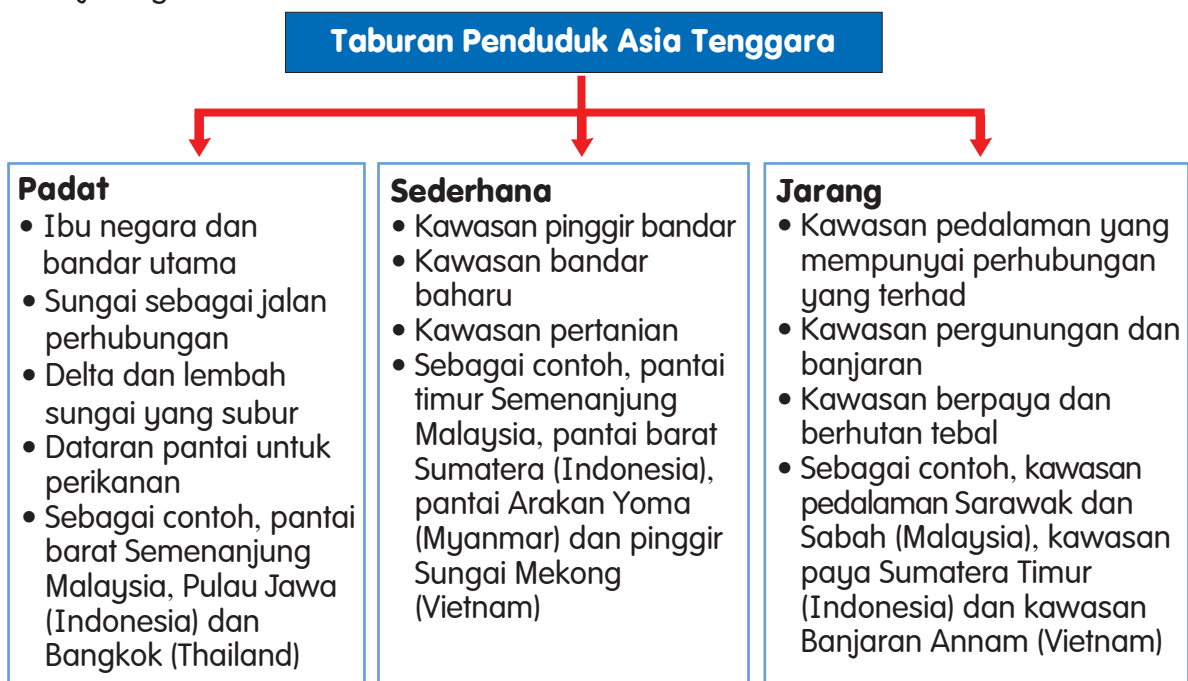 Taburan Penduduk Asia Tenggara
Padat
• Ibu negara dan
bandar utama
• Sungai sebagai jalan
perhubungan
• Delta dan lembah
sungai yang subur
• Dataran pantai untuk
perikanan
• Sebagai contoh, pantai
barat Semenanjung
Malaysia, Pulau Jawa
(Indonesia) dan
Bangkok (Thailand)
Sederhana
• Kawasan pinggir bandar
• Kawasan bandar
baharu
• Kawasan pertanian
• Sebagai contoh, pantai
timur Semenanjung
Malaysia, pantai barat
Sumatera (Indonesia),
pantai Arakan Yoma
(Myanmar) dan pinggir
Sungai Mekong
(Vietnam)
Jarang
• Kawasan pedalaman yang
mempunyai perhubungan
yang terhad
• Kawasan pergunungan dan
banjaran
• Kawasan berpaya dan
berhutan tebal
• Sebagai contoh, kawasan
pedalaman Sarawak dan
Sabah (Malaysia), kawasan
paya Sumatera Timur
(Indonesia) dan kawasan
Banjaran Annam (Vietnam)